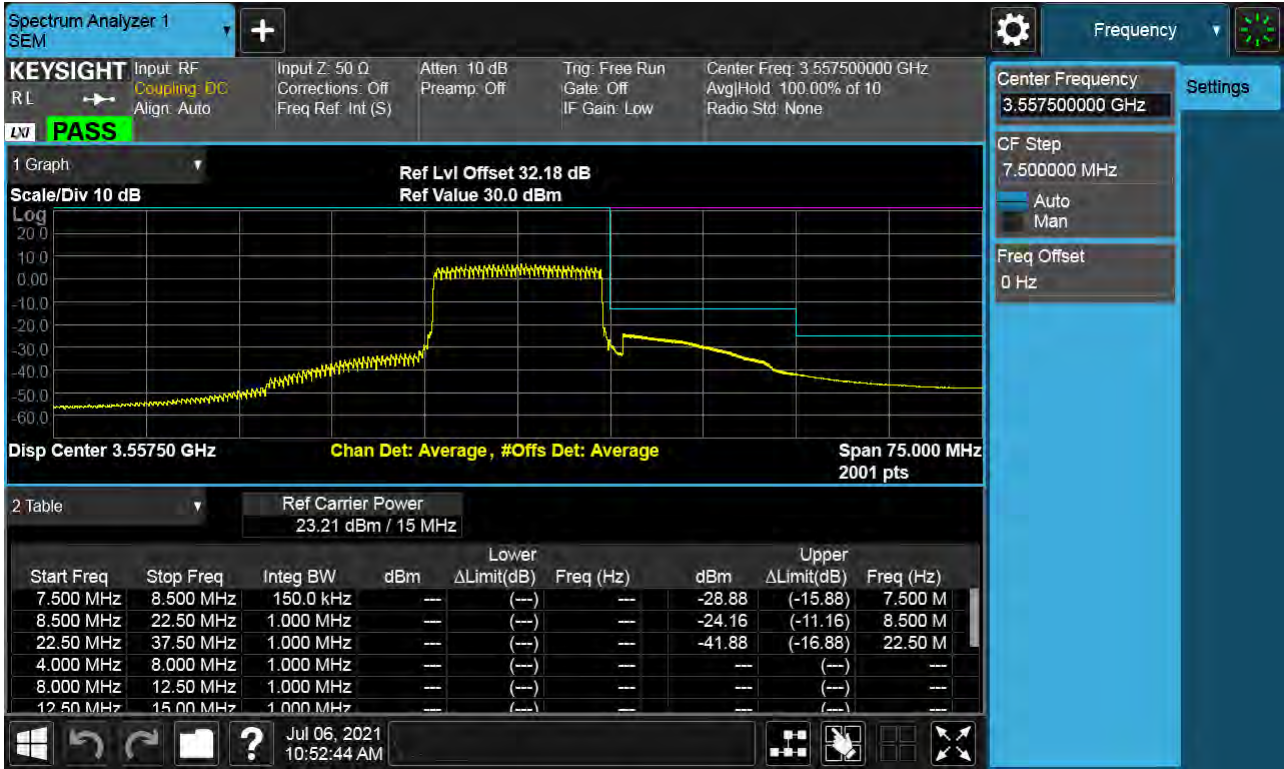 Spectrum Analyzer 1
SEM
+
Frequency
KEYSIGHT Input: RF Input Z: 50 Ω Atten: 10 dB Trig: Free Run Center Freq: 3.557500000 GHz
RL Coupling: DC Corrections: Off Preamp: Off Gate: Off Avg|Hold: 100.00% of 10
Align: Auto Freq Ref: Int (S) IF Gain: Low Radio Std: None
LXI PASS
Center Frequency
3.557500000 GHz
Settings
CF Step
7.500000 MHz
Auto
Man
Freq Offset
0 Hz
1 Graph
Ref Lvl Offset 32.18 dB
Scale/Div 10 dB Ref Value 30.0 dBm
Log
20.0
10.0
0.00
-10.0
-20.0
-30.0
-40.0
-50.0
-60.0
Disp Center 3.55750 GHz Chan Det: Average, #Offs Det: Average Span 75.000 MHz
2001 pts
2 Table Ref Carrier Power
23.21 dBm / 15 MHz
Lower Upper
Start Freq Stop Freq Integ BW dBm ΔLimit(dB) Freq (Hz) dBm ΔLimit(dB) Freq (Hz)
7.500 MHz 8.500 MHz 150.0 kHz --- (---) --- -28.88 (-15.88) 7.500 M
8.500 MHz 22.50 MHz 1.000 MHz --- (---) --- -24.16 (-11.16) 8.500 M
22.50 MHz 37.50 MHz 1.000 MHz --- (---) --- -41.88 (-16.88) 22.50 M
4.000 MHz 8.000 MHz 1.000 MHz --- (---) --- --- (---) ---
8.000 MHz 12.50 MHz 1.000 MHz --- (---) --- --- (---) ---
12.50 MHz 15.00 MHz 1.000 MHz --- (---) --- --- (---) ---
? Jul 06, 2021
10:52:44 AM